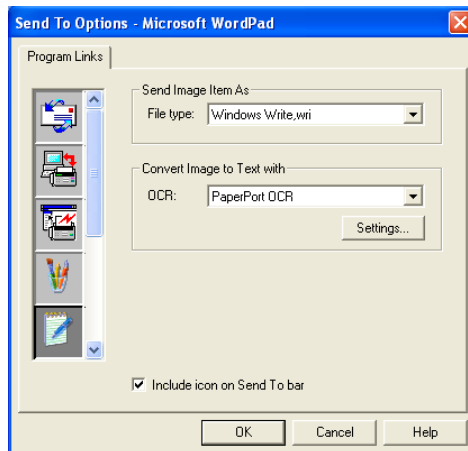 Send To Options - Microsoft WordPad
Program Links
Send Image Item As
File type: Windows Write,wri
Convert Image to Text with
OCR: PaperPort OCR
Settings...
Include icon on Send To bar
OK Cancel Help